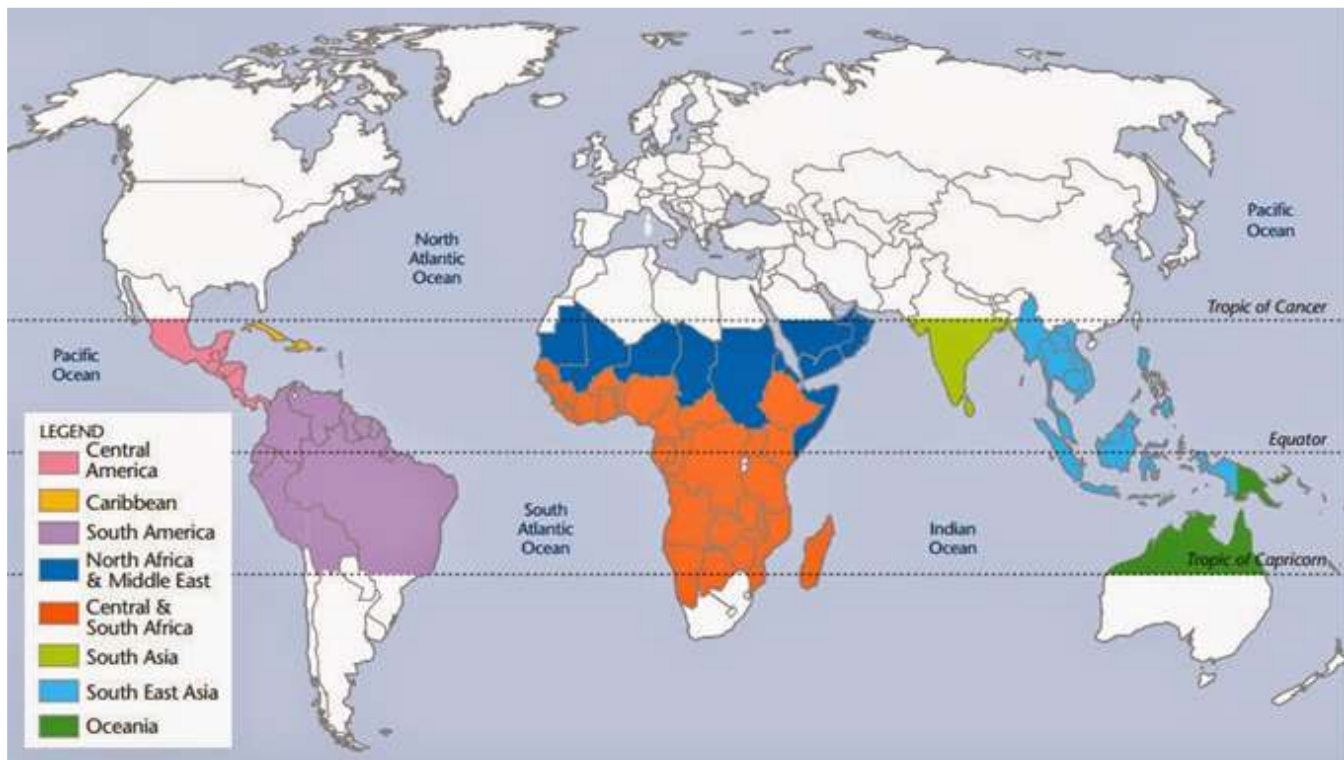 North
Atlantic
Ocean
Pacific
Ocean
Tropic of Cancer
Pacific
Ocean
LEGEND
Central
America
Caribbean
South America
North Africa
& Middle East
Central &
South Africa
South Asia
South East Asia
Oceania
Equator
South
Atlantic
Ocean
Indian
Ocean
Tropic of Capricorn